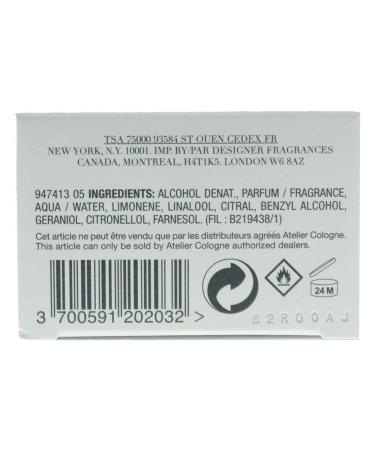 TSA 75000 93584 ST OUEN CEDEX FR
NEW YORK, N.Y. 10001. IMP. BY/PAR DESIGNER FRAGRANCES
CANADA, MONTREAL, H4T1K5. LONDON W6 8AZ
947413 05 INGREDIENTS: ALCOHOL DENAT., PARFUM / FRAGRANCE,
AQUA / WATER, LIMONENE, LINALOOL, CITRAL, BENZYL ALCOHOL,
GERANIOL, CITRONELLOL, FARNESOL. (FIL : B219438/1)
Cet article ne peut être vendu que par les distributeurs agréés Atelier Cologne.
This article can only be sold by Atelier Cologne authorized dealers.
24 M
3 700591 202032 >
62R00AJ